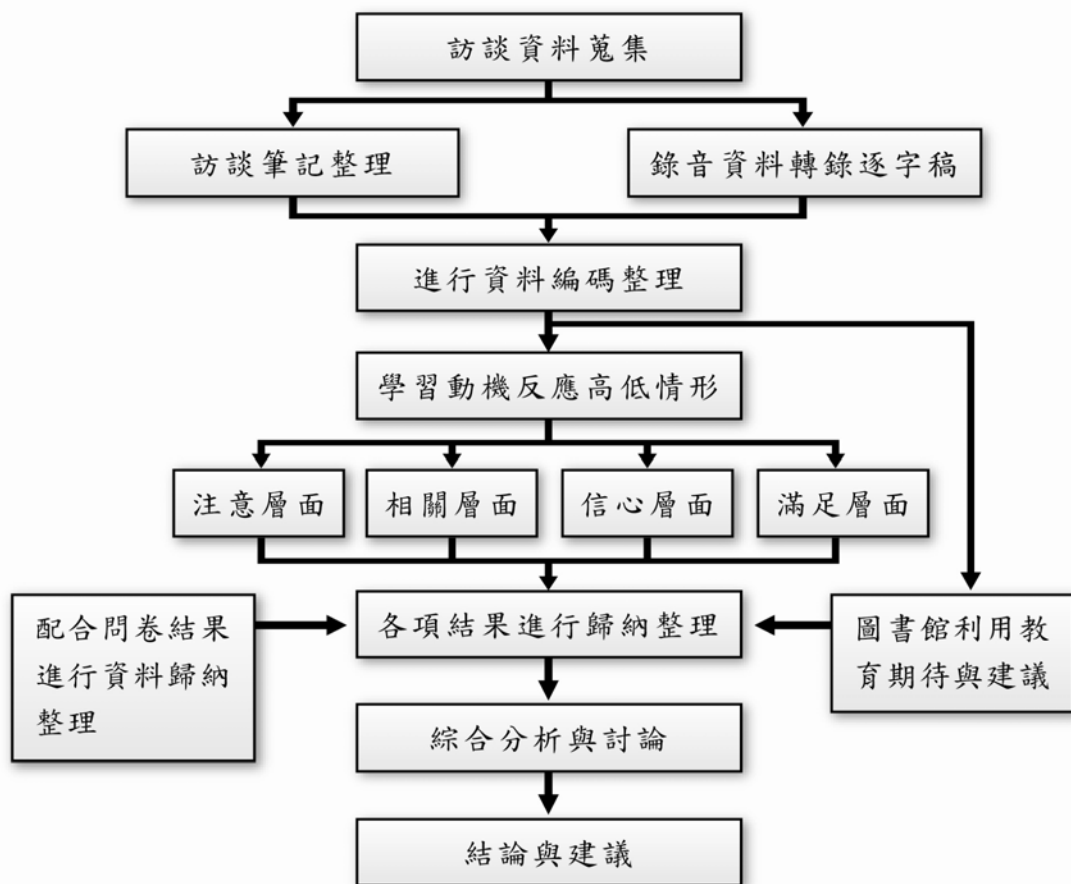 訪談資料蒐集
訪談筆記整理
錄音資料轉錄逐字稿
進行資料編碼整理
學習動機反應高低情形
注意層面
相關層面
信心層面
滿足層面
配合問卷結果
進行資料歸納
整理
各項結果進行歸納整理
圖書館利用教
育期待與建議
綜合分析與討論
結論與建議